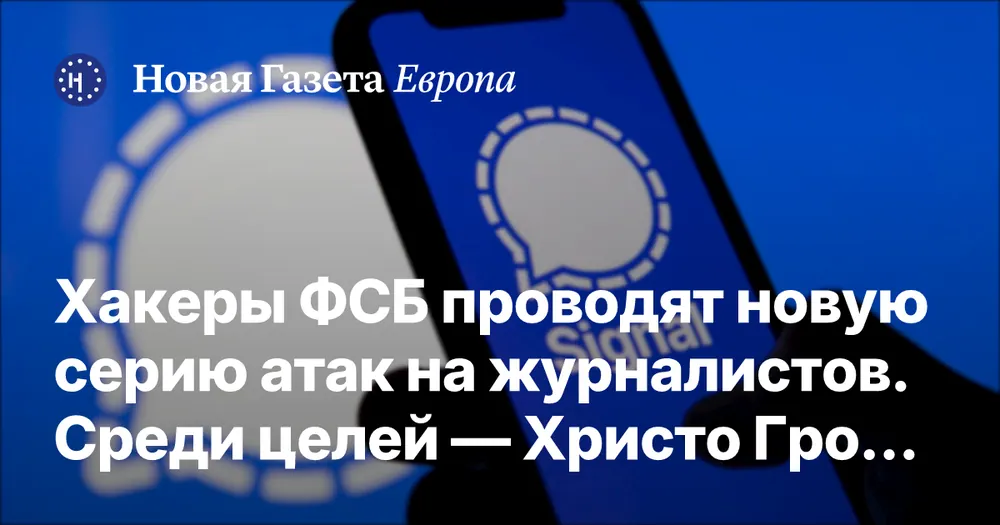 Новая Газета Европа
Signal
Хакеры ФСБ проводят новую
серию атак на журналистов.
Среди целей — Христо Гро...